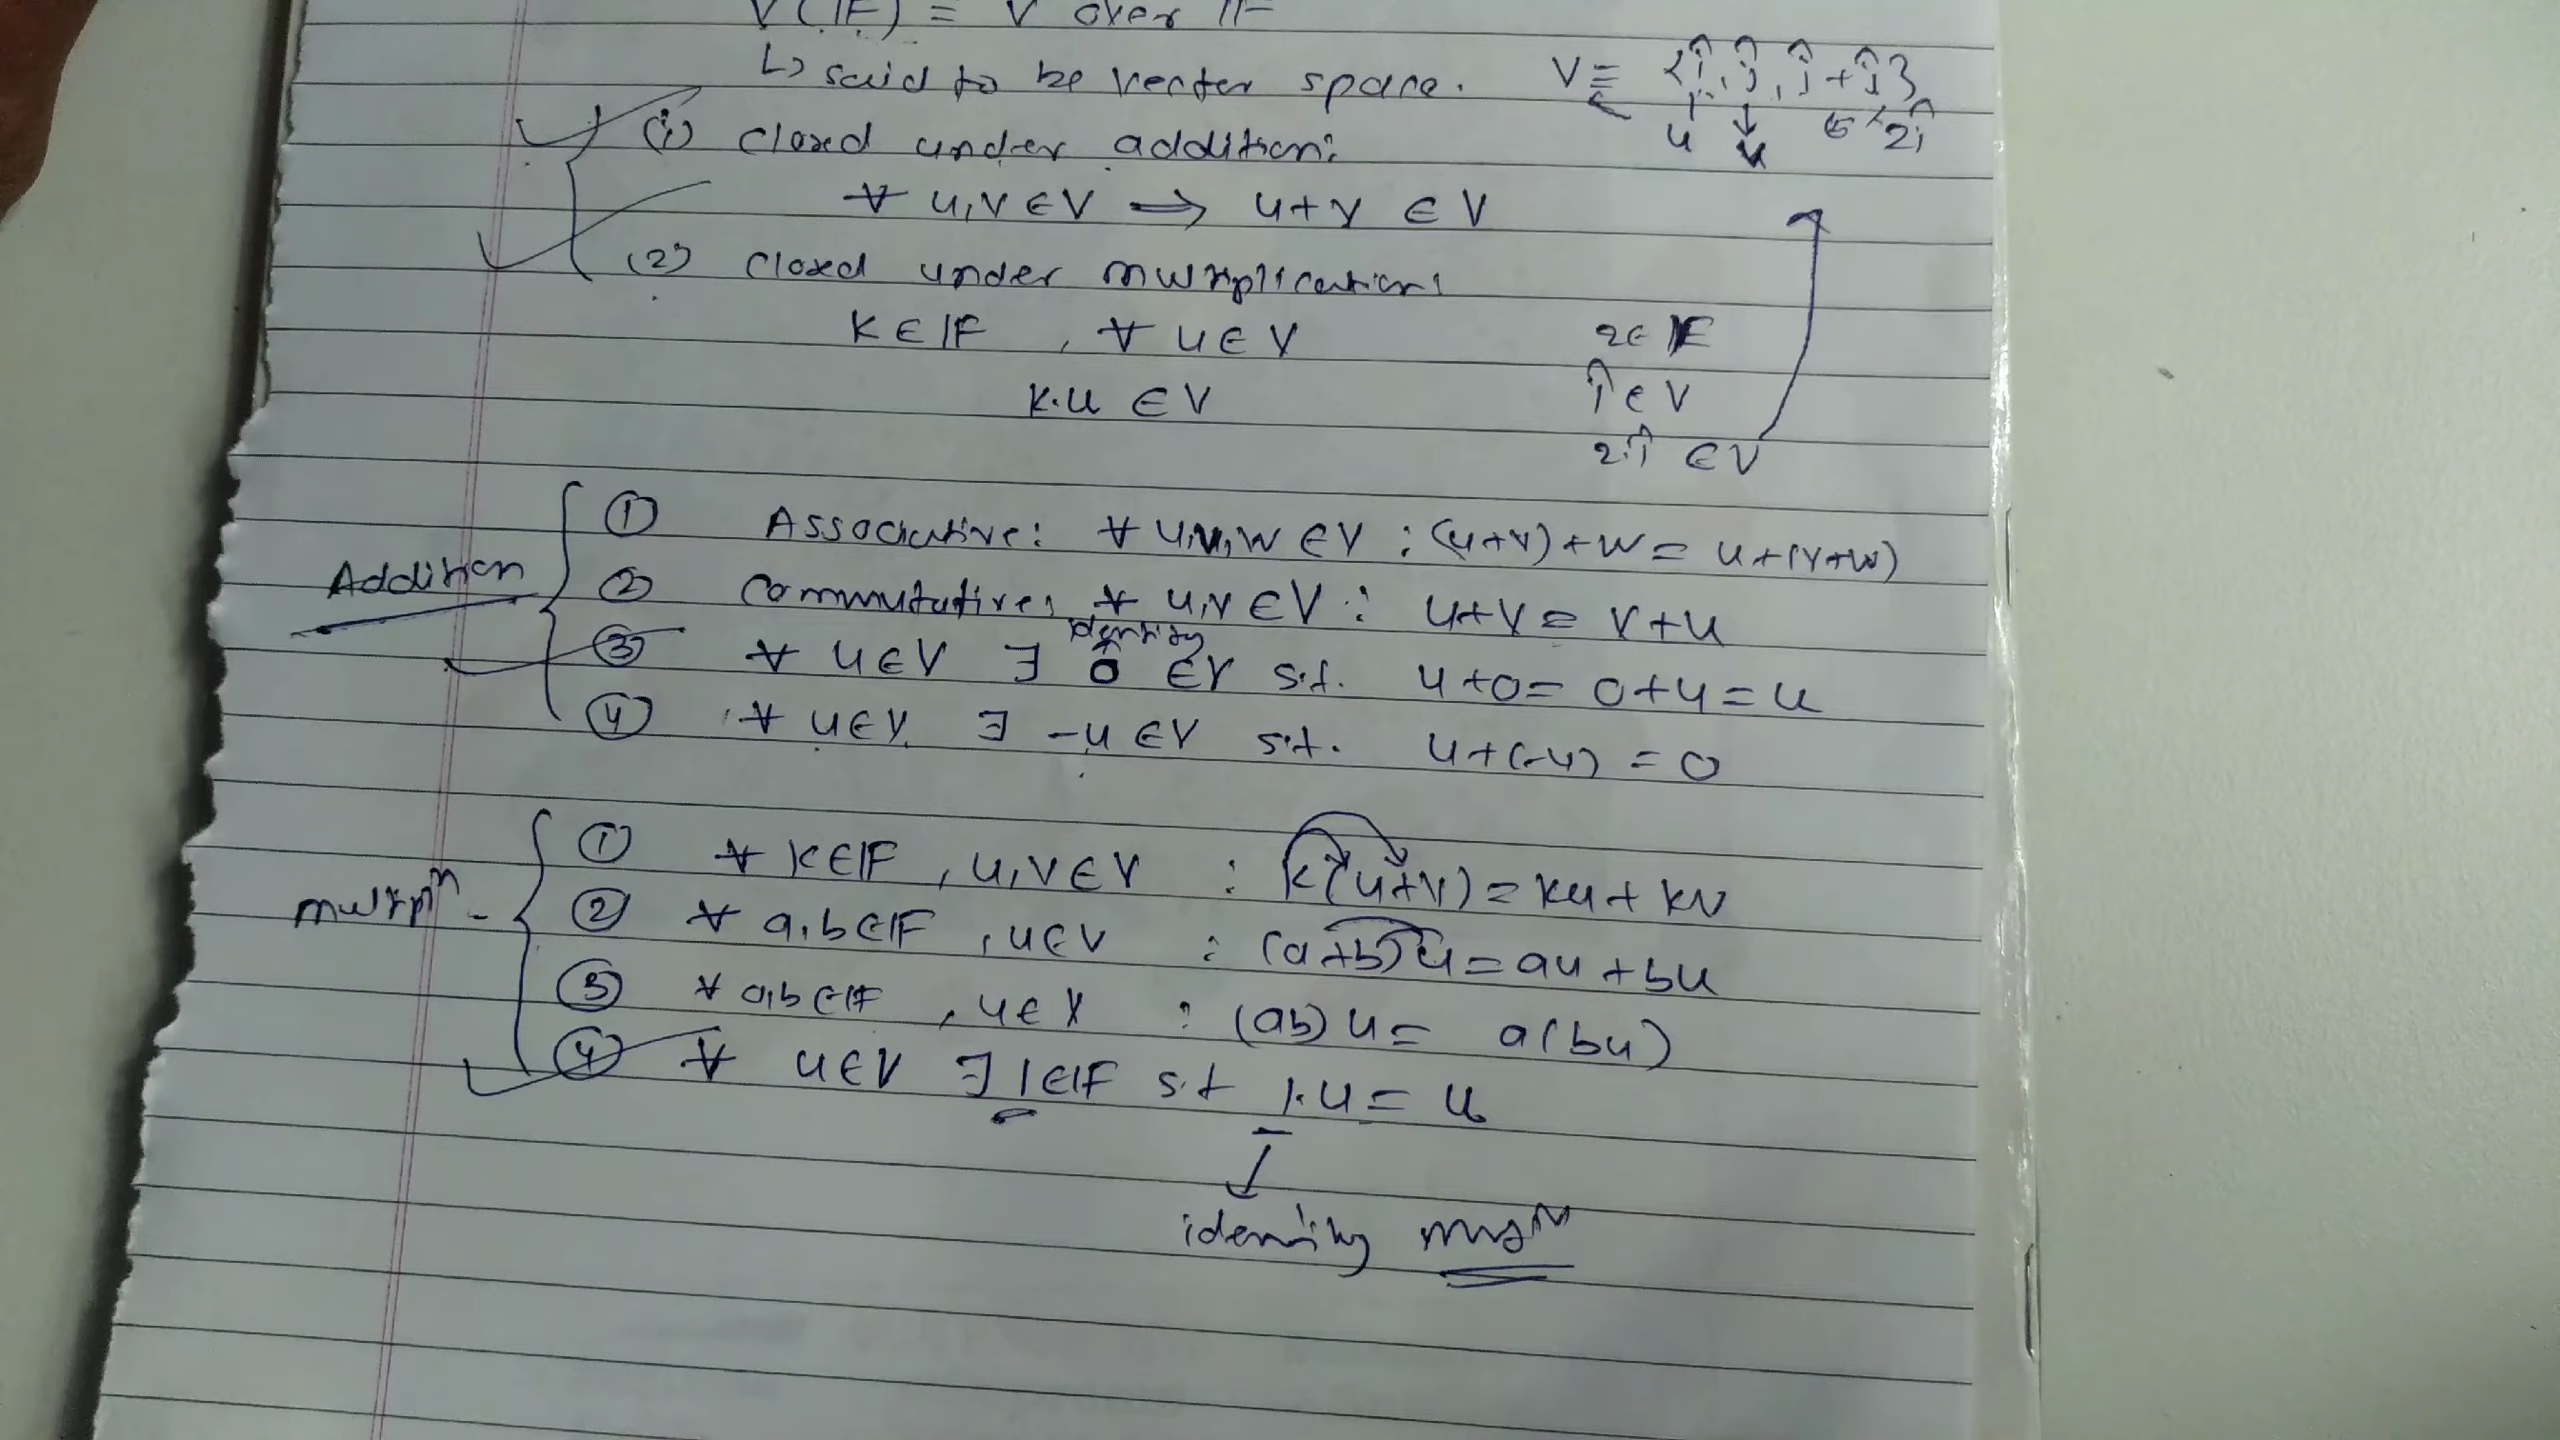 V(𝔽) = V over 𝔽
↳ said to be vector space. V = {î, ĵ, î+ĵ}
u v 2î
(1) closed under addition:
∀ u,v ∈ V ⇒ u+v ∈ V
(2) closed under multiplication:
K ∈ 𝔽 , ∀ u ∈ V 2 ∈ 𝔽
K.u ∈ V î ∈ V
2.î ∈ V
① Associative: ∀ u,v,w ∈ V : (u+v)+w = u+(v+w)
Addition ② Commutative: ∀ u,v ∈ V : u+v = v+u
identity
③ ∀ u ∈ V ∃ 0 ∈ V s.t. u+0 = 0+u = u
④ ∀ u ∈ V ∃ -u ∈ V s.t. u+(-u) = 0
① ∀ K ∈ 𝔽 , u,v ∈ V : k(u+v) = ku + kv
multipⁿ - ② ∀ a,b ∈ 𝔽 , u ∈ V : (a+b)u = au + bu
③ ∀ a,b ∈ 𝔽 , u ∈ V : (ab)u = a(bu)
④ ∀ u ∈ V ∃ 1 ∈ 𝔽 s.t 1.u = u
identity